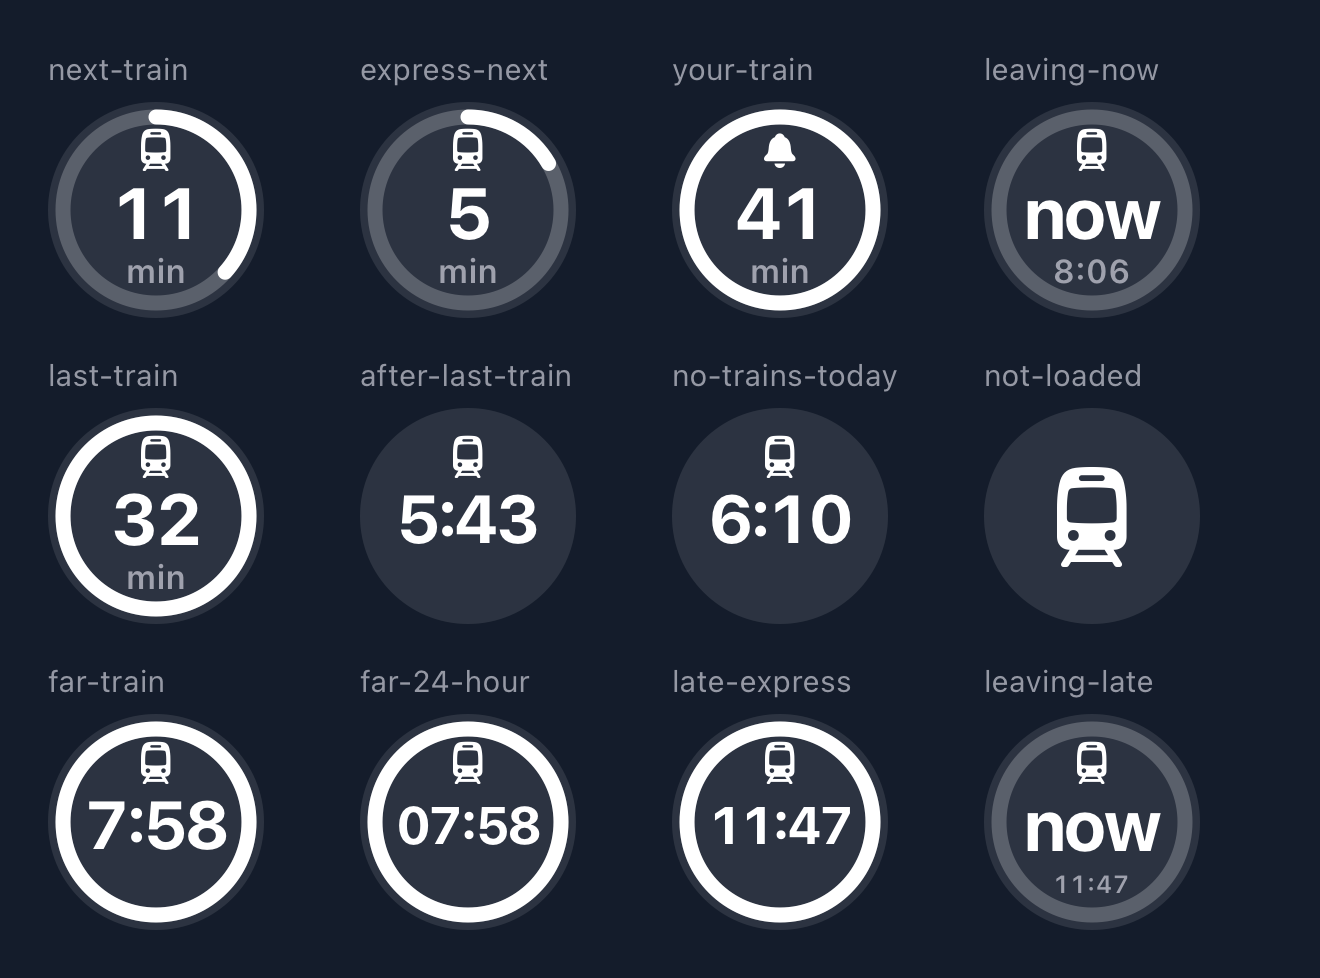 next-train
express-next
your-train
leaving-now
11
min
5
min
41
min
now
8:06
last-train
after-last-train
no-trains-today
not-loaded
32
min
5:43
6:10
far-train
far-24-hour
late-express
leaving-late
7:58
07:58
11:47
now
11:47